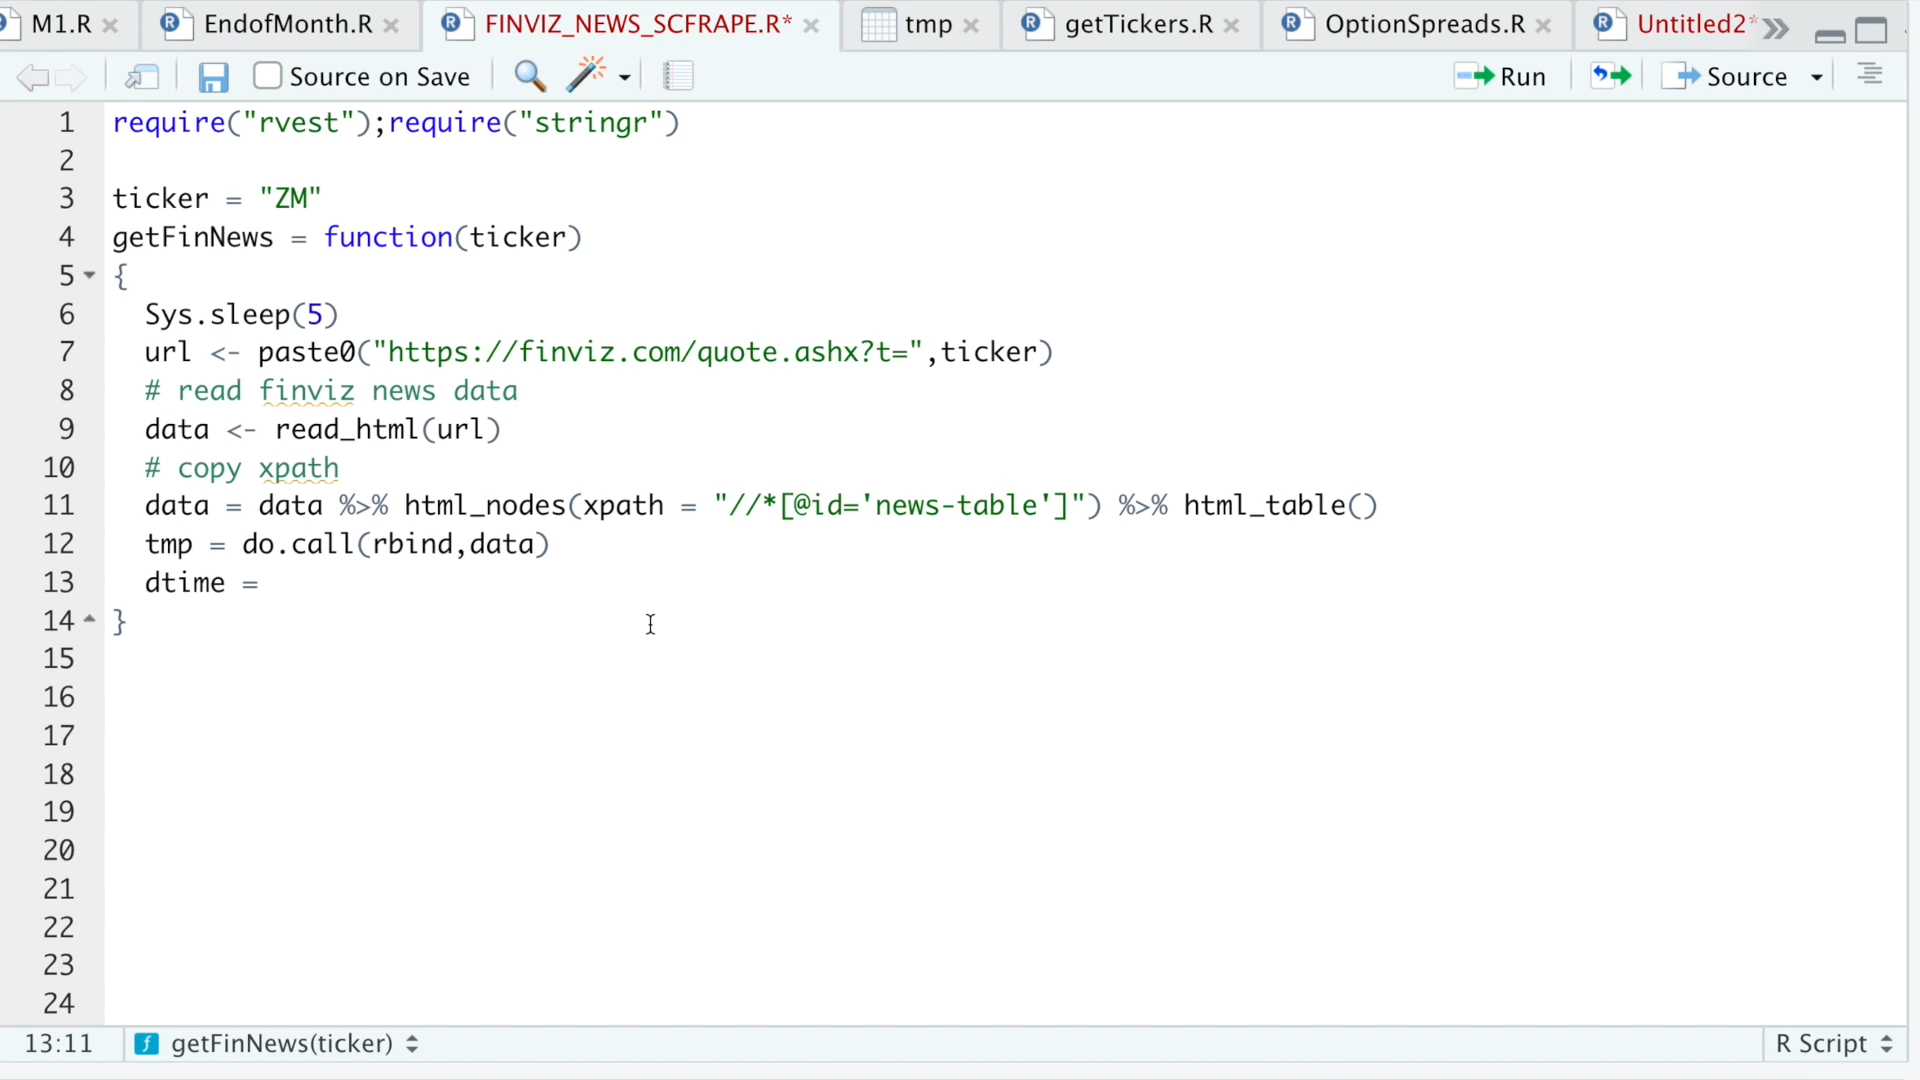 M1.R EndofMonth.R FINVIZ_NEWS_SCFRAPE.R* tmp getTickers.R OptionSpreads.R Untitled2*
Source on Save Run Source
1 require("rvest");require("stringr")
2
3 ticker = "ZM"
4 getFinNews = function(ticker)
5 {
6 Sys.sleep(5)
7 url <- paste0("https://finviz.com/quote.ashx?t=",ticker)
8 # read finviz news data
9 data <- read_html(url)
10 # copy xpath
11 data = data %>% html_nodes(xpath = "//*[@id='news-table']") %>% html_table()
12 tmp = do.call(rbind,data)
13 dtime =
14 }
15
16
17
18
19
20
21
22
23
24
13:11 getFinNews(ticker) R Script